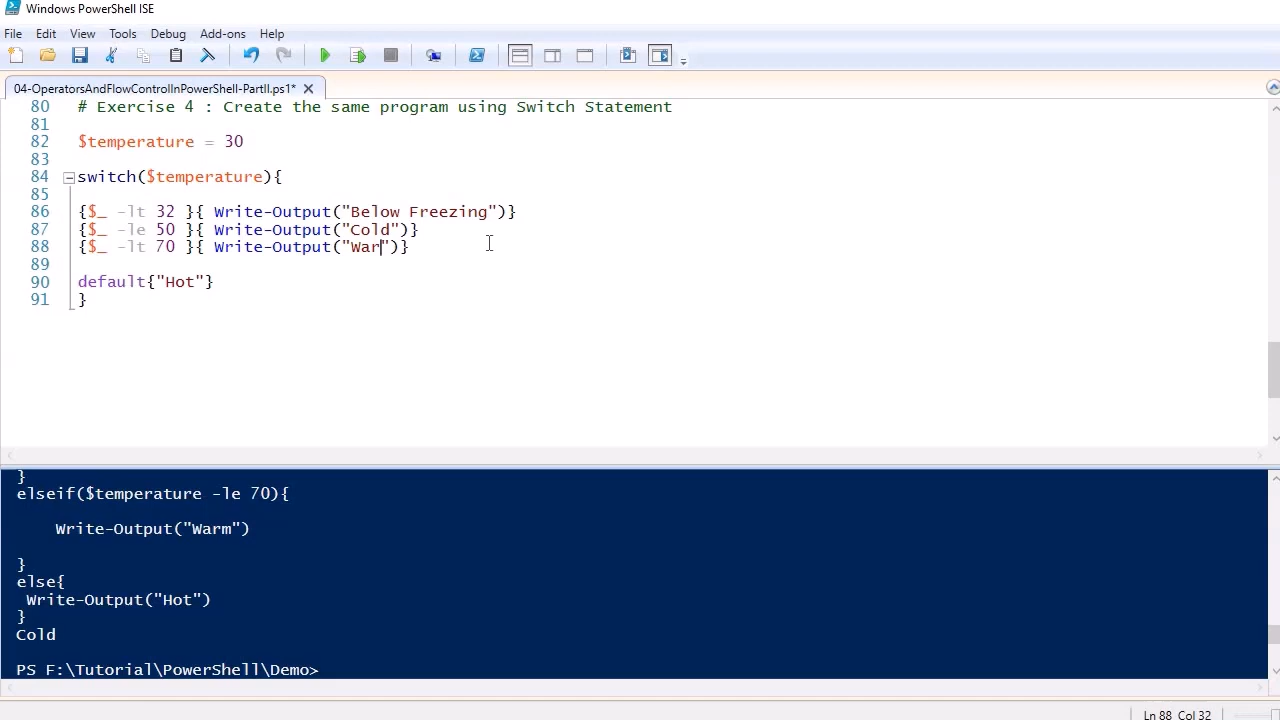 Windows PowerShell ISE
File Edit View Tools Debug Add-ons Help
04-OperatorsAndFlowControlInPowerShell-PartII.ps1*
80 # Exercise 4 : Create the same program using Switch Statement
81
82 $temperature = 30
83
84 switch($temperature){
85
86 {$_ -lt 32 }{ Write-Output("Below Freezing")}
87 {$_ -le 50 }{ Write-Output("Cold")}
88 {$_ -lt 70 }{ Write-Output("War")}
89
90 default{"Hot"}
91 }
}
elseif($temperature -le 70){
Write-Output("Warm")
}
else{
Write-Output("Hot")
}
Cold
PS F:\Tutorial\PowerShell\Demo>
Ln 88 Col 32